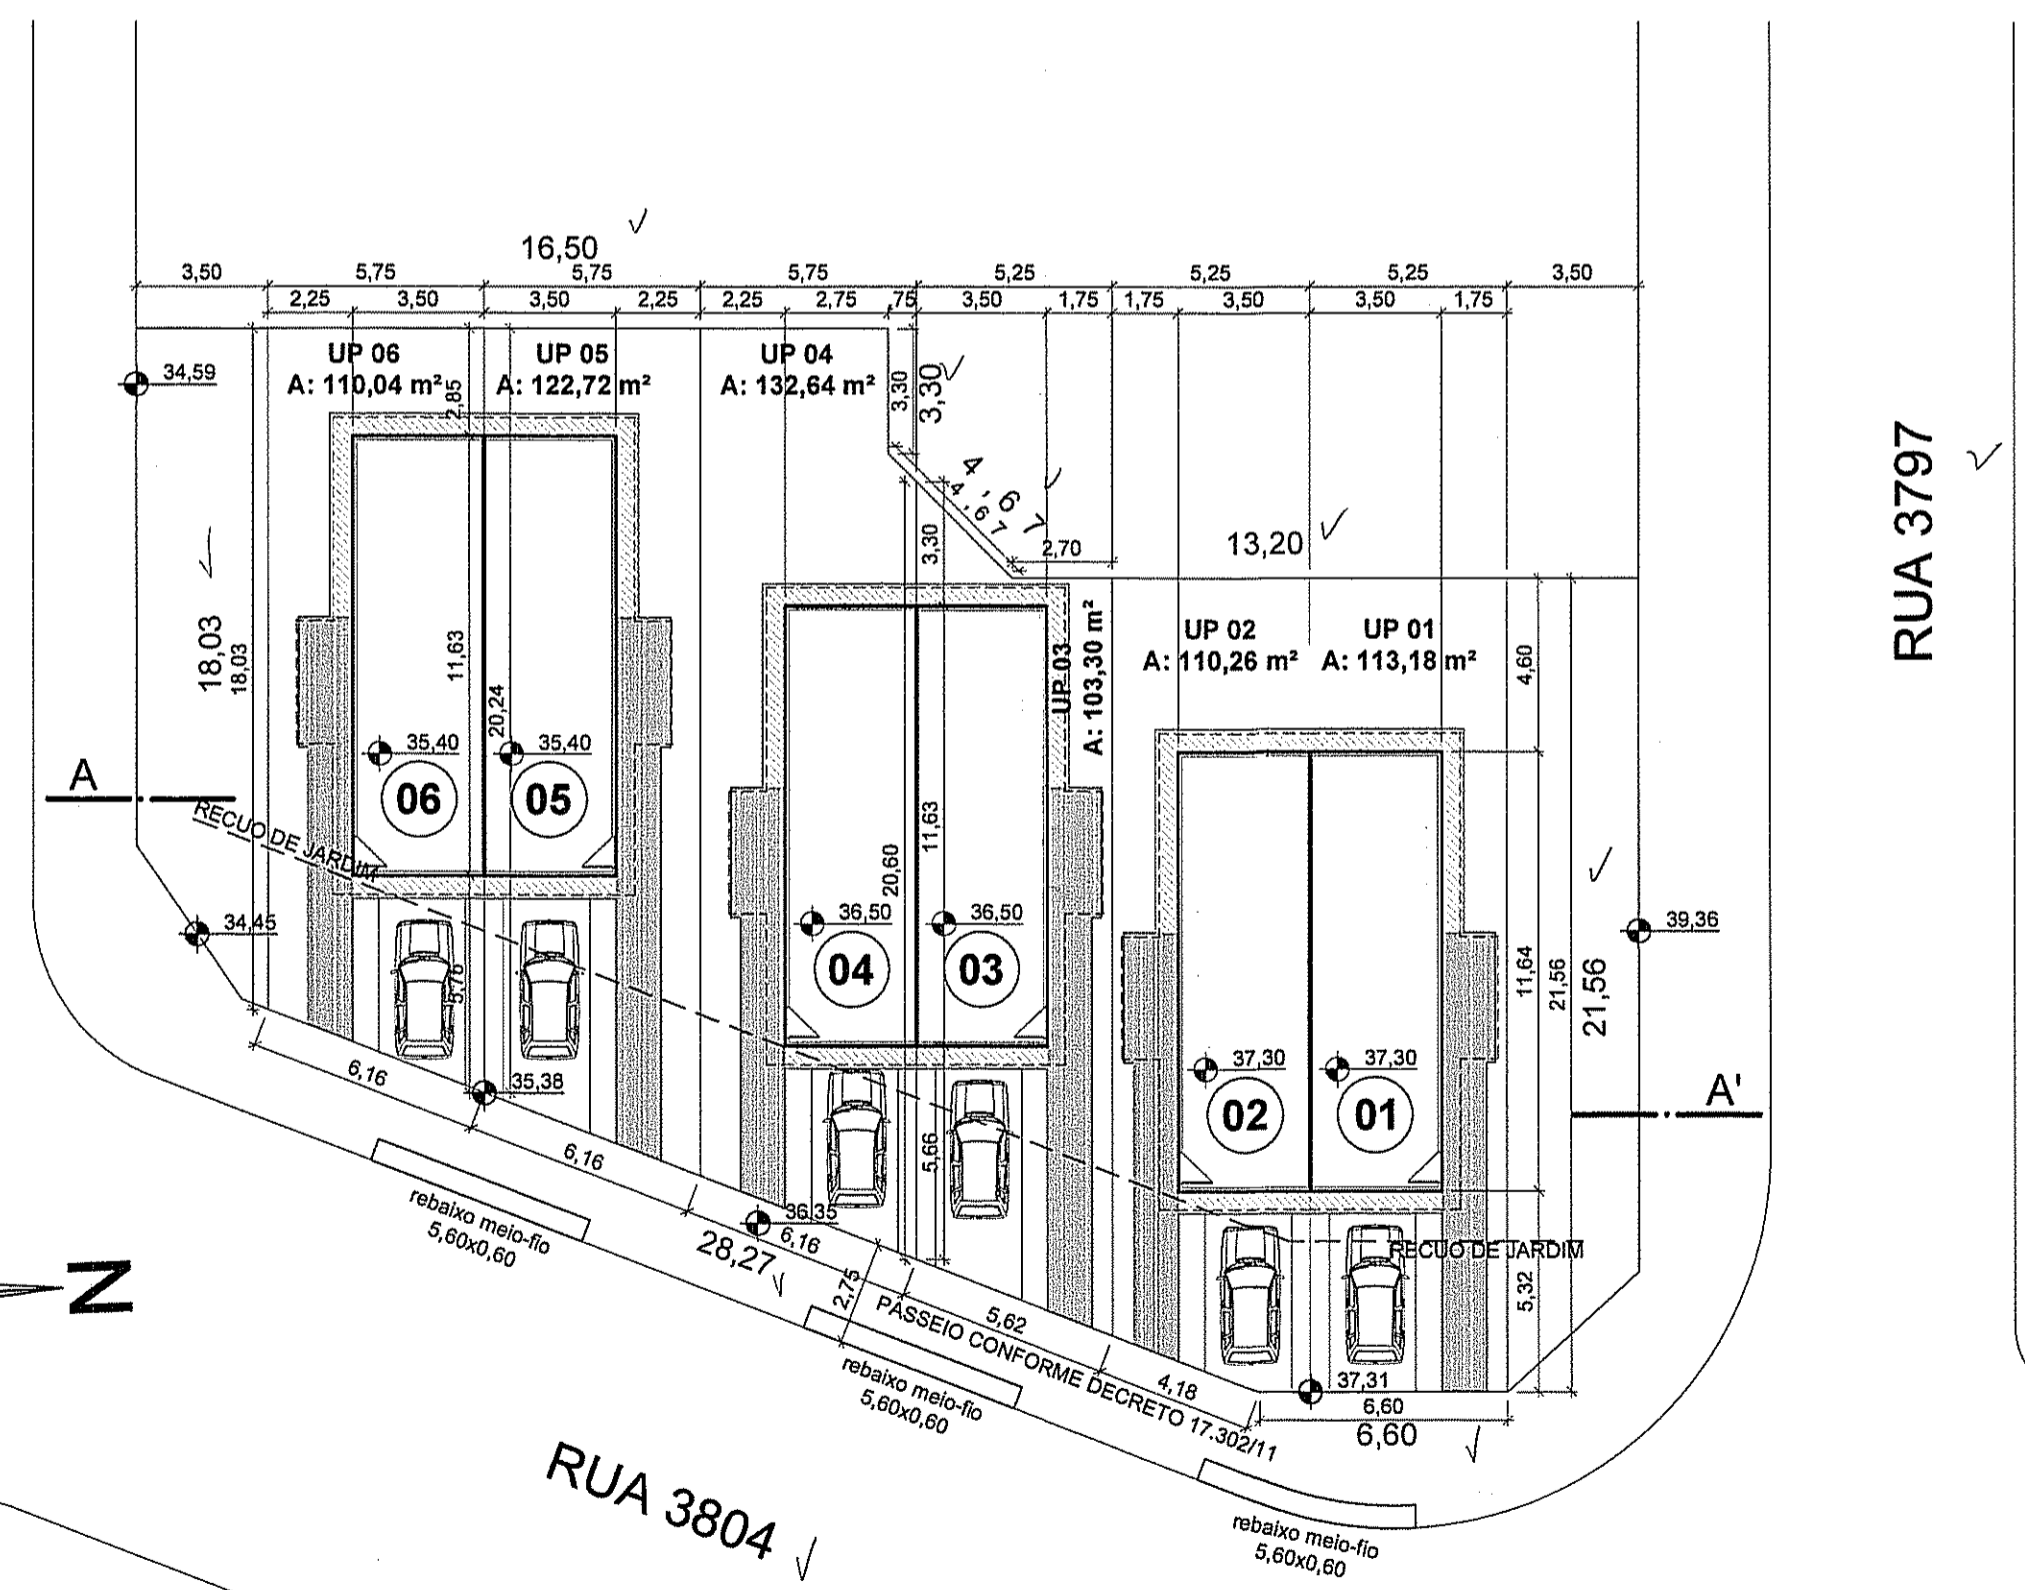 16,50
3,50 5,75 5,75 5,75 5,25 5,25 5,25 3,50
2,25 3,50 3,50 2,25 2,25 2,75 ,75 3,50 1,75 1,75 3,50 3,50 1,75
UP 06
A: 110,04 m²
UP 05
A: 122,72 m²
UP 04
A: 132,64 m²
34,59
2,85
3,30
3,30
4,67
4,67
3,30
2,70
13,20
RUA 3797
UP 03
A: 103,30 m²
UP 02
A: 110,26 m²
UP 01
A: 113,18 m²
4,60
18,03
18,03
11,63
20,24
35,40
35,40
06
05
A
RECUO DE JARDIM
34,45
5,76
20,60
11,63
36,50
36,50
04
03
39,36
11,64
21,56
21,56
37,30
37,30
02
01
A'
6,16
35,38
6,16
5,66
36,35
6,16
28,27
2,75
5,62
4,18
RECUO DE JARDIM
5,32
37,31
6,60
6,60
PASSEIO CONFORME DECRETO 17.302/11
rebaixo meio-fio
5,60x0,60
rebaixo meio-fio
5,60x0,60
rebaixo meio-fio
5,60x0,60
N
RUA 3804